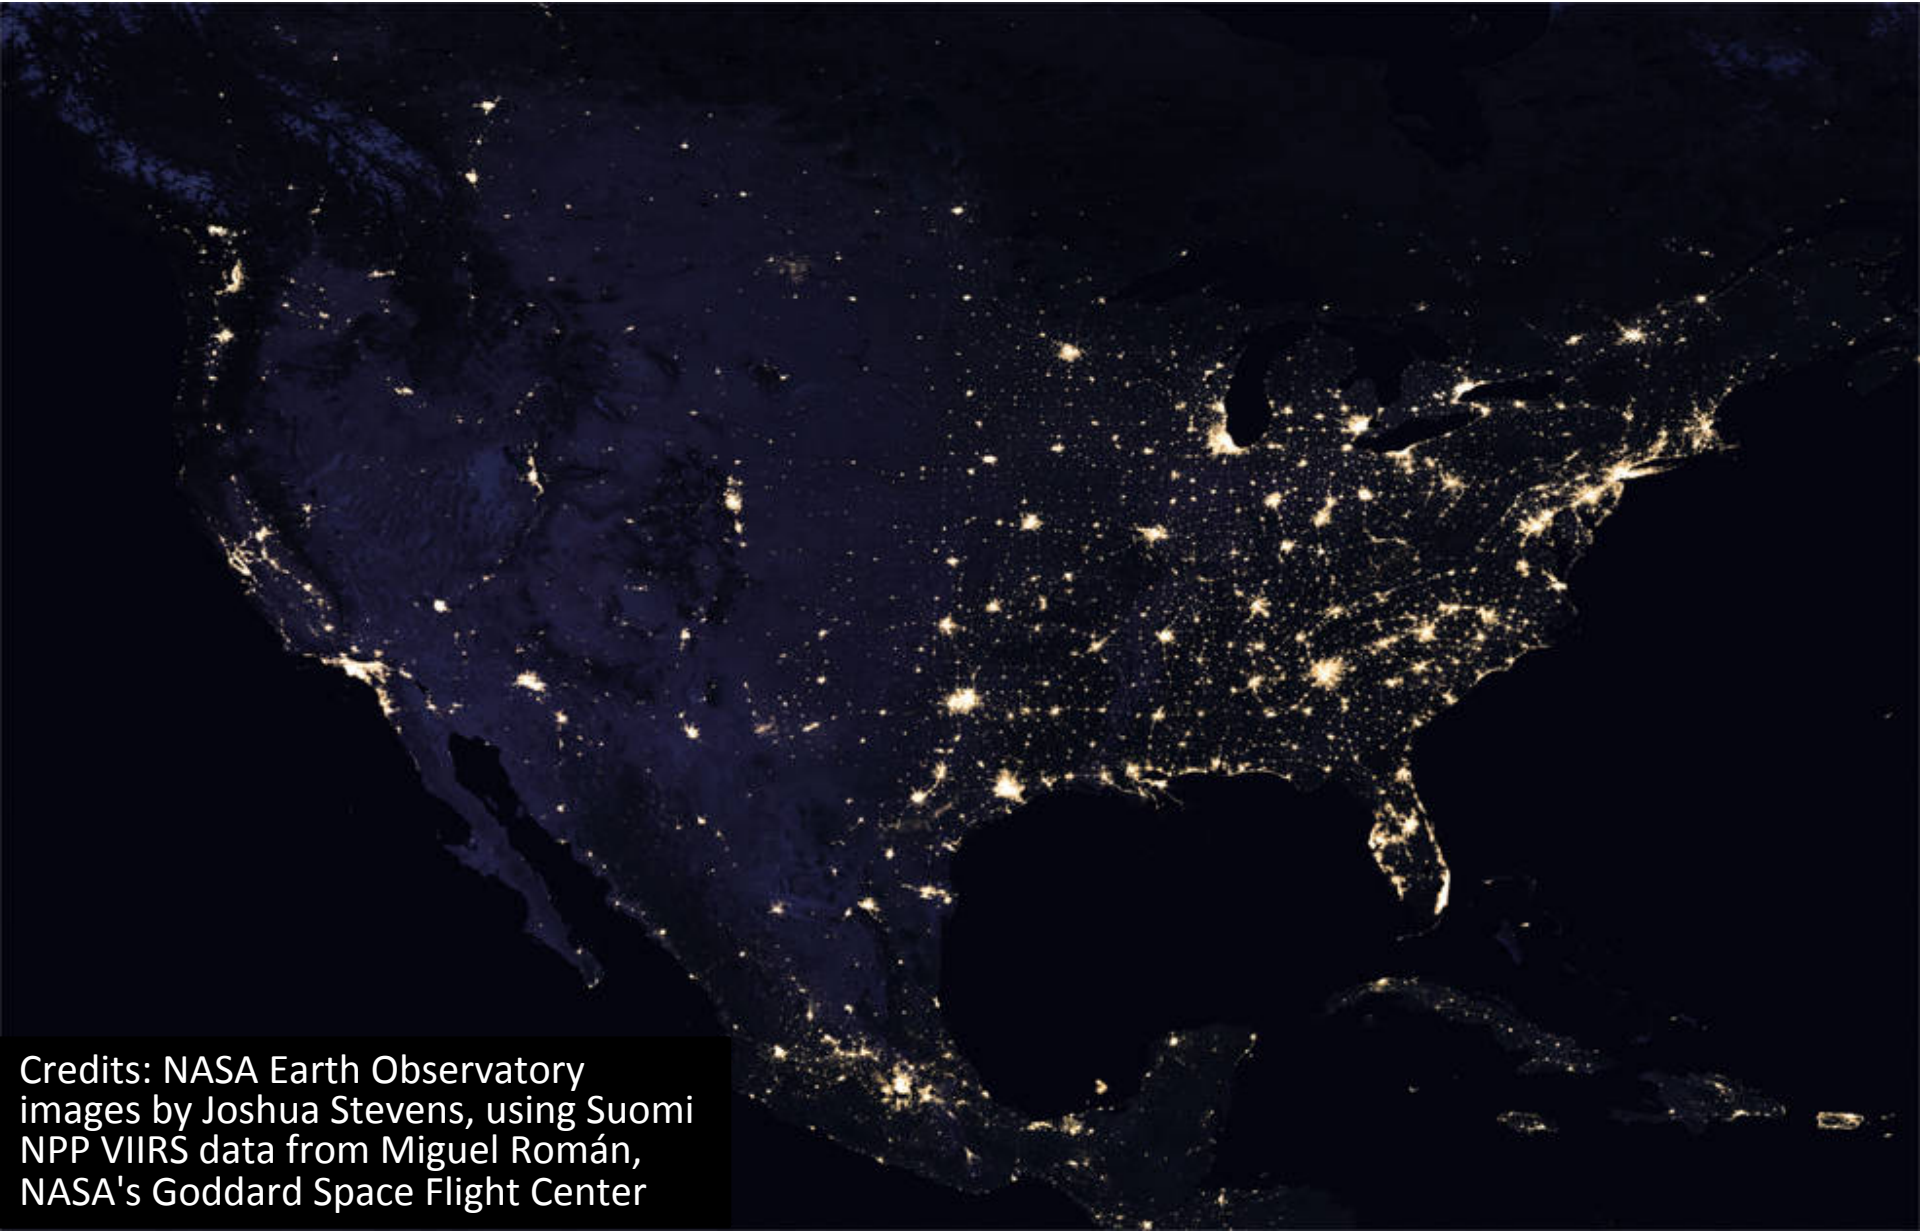 Credits: NASA Earth Observatory
images by Joshua Stevens, using Suomi
NPP VIIRS data from Miguel Román,
NASA's Goddard Space Flight Center